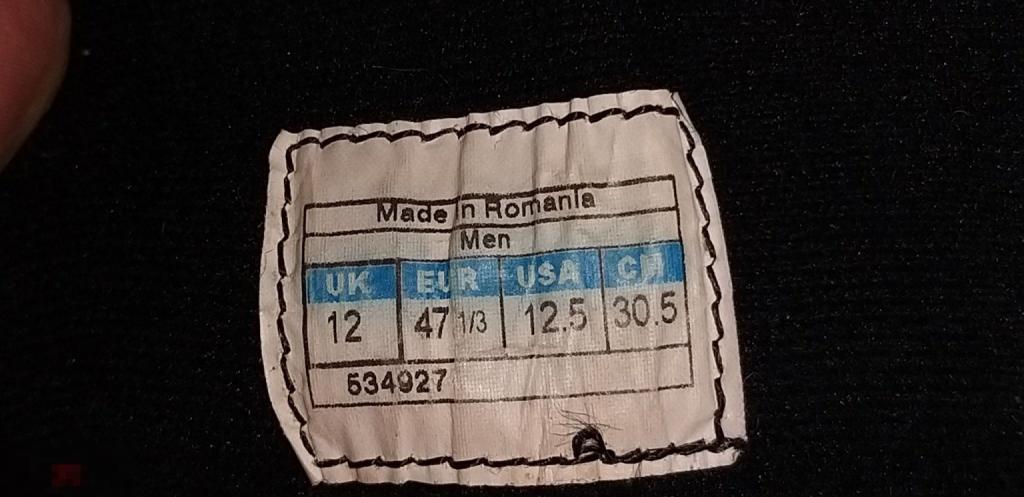 Made in Romania
Men
UK EUR USA CM
12 47 1/3 12.5 30.5
534927